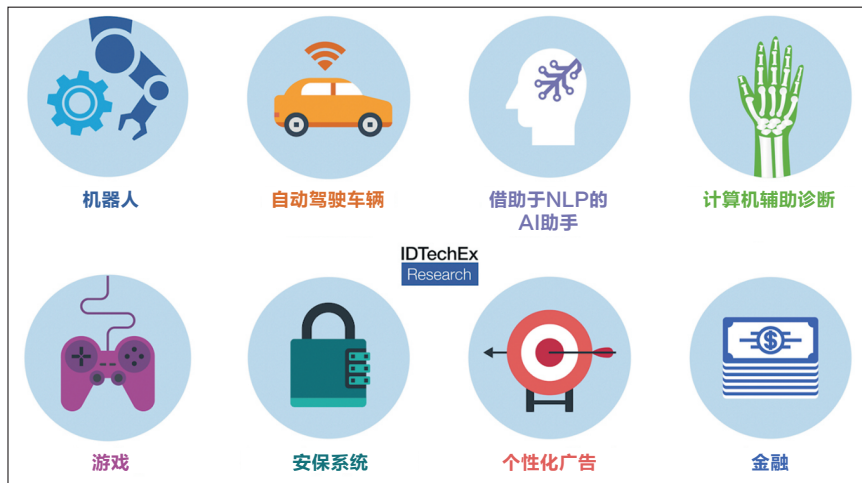 机器人
自动驾驶车辆
借助于NLP的
AI助手
计算机辅助诊断
IDTechEx
Research
游戏
安保系统
个性化广告
$
金融